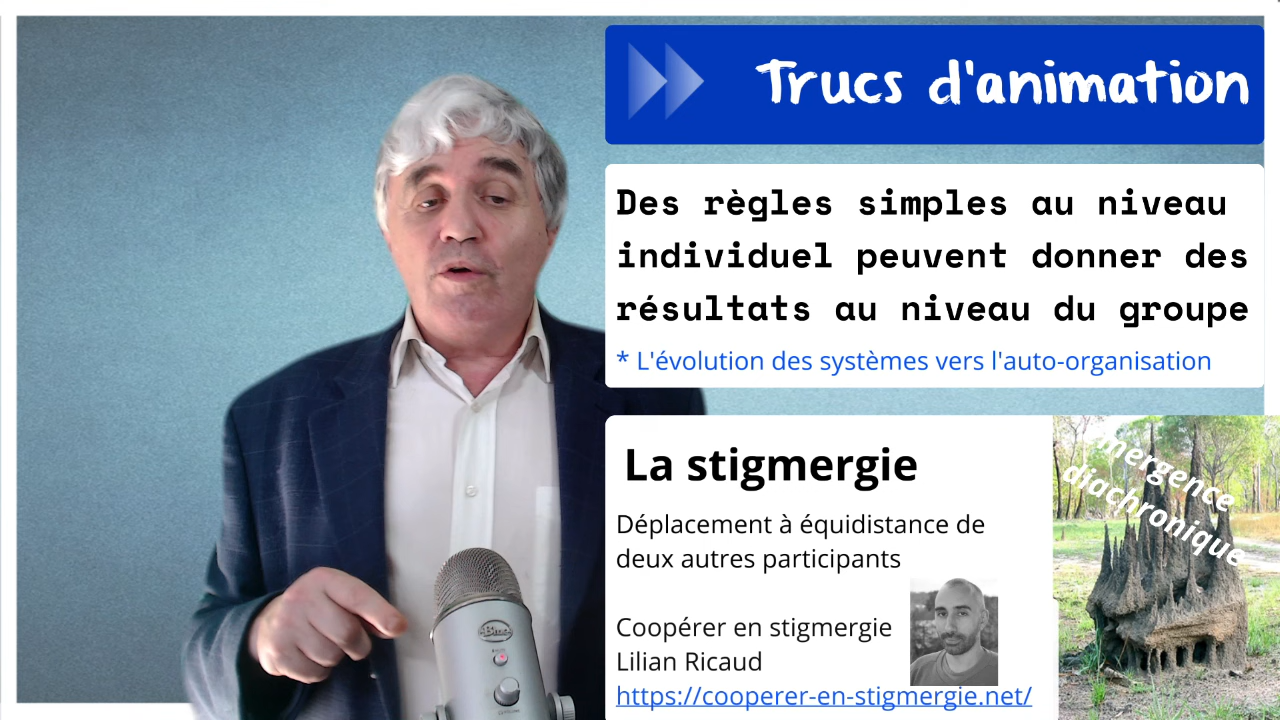 Trucs d'animation
Des règles simples au niveau
individuel peuvent donner des
résultats au niveau du groupe
* L'évolution des systèmes vers l'auto-organisation
La stigmergie
Déplacement à équidistance de
deux autres participants
mergence
diachronique
Coopérer en stigmergie
Lilian Ricaud
https://cooperer-en-stigmergie.net/
Blue